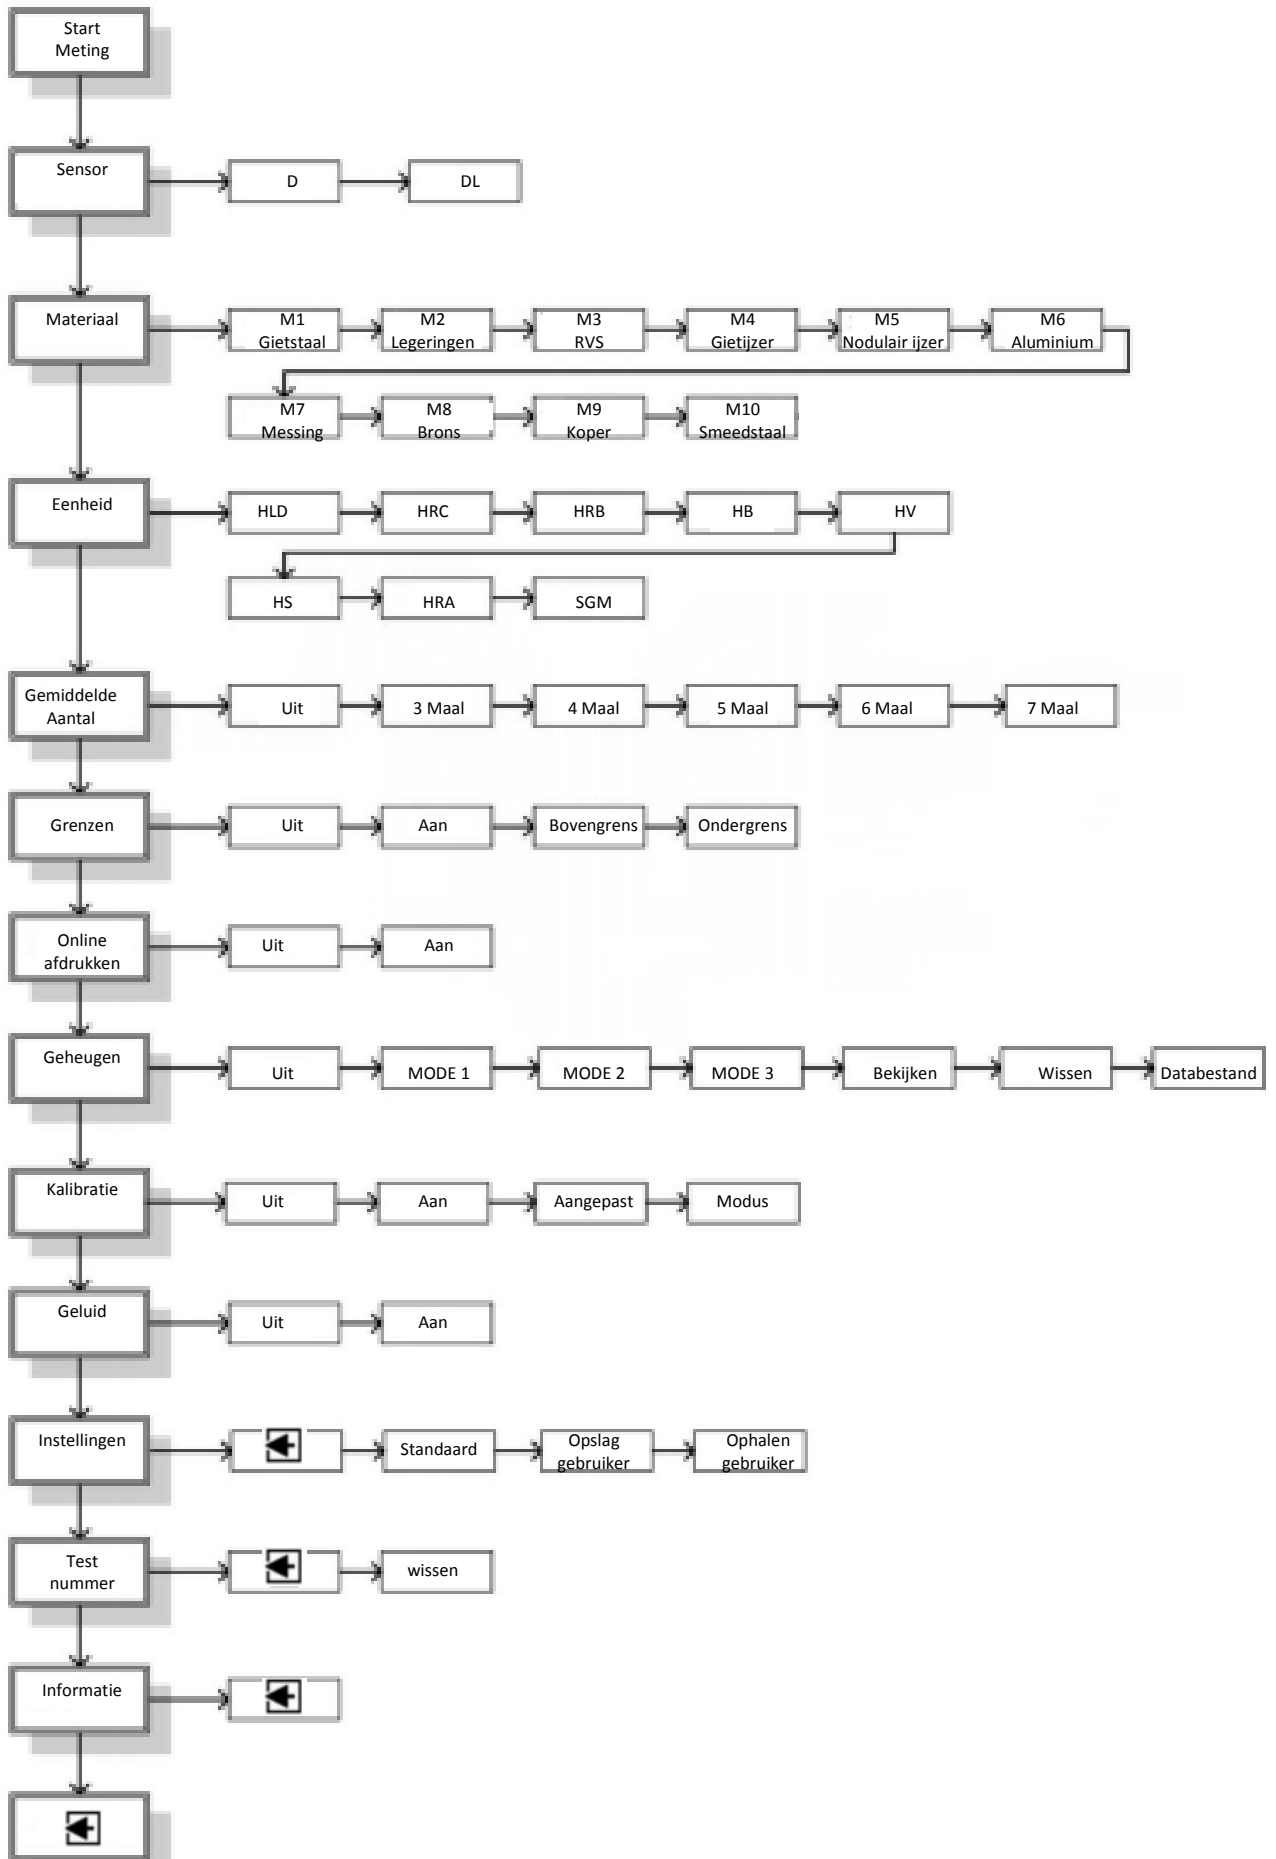 Start
Meting
Sensor
D
DL
Materiaal
M1
Gietstaal
M2
Legeringen
M3
RVS
M4
Gietijzer
M5
Nodulair ijzer
M6
Aluminium
M7
Messing
M8
Brons
M9
Koper
M10
Smeedstaal
Eenheid
HLD
HRC
HRB
HB
HV
HS
HRA
SGM
Gemiddelde
Aantal
Uit
3 Maal
4 Maal
5 Maal
6 Maal
7 Maal
Grenzen
Uit
Aan
Bovengrens
Ondergrens
Online
afdrukken
Uit
Aan
Geheugen
Uit
MODE 1
MODE 2
MODE 3
Bekijken
Wissen
Databestand
Kalibratie
Uit
Aan
Aangepast
Modus
Geluid
Uit
Aan
Instellingen
Standaard
Opslag
gebruiker
Ophalen
gebruiker
Test
nummer
wissen
Informatie